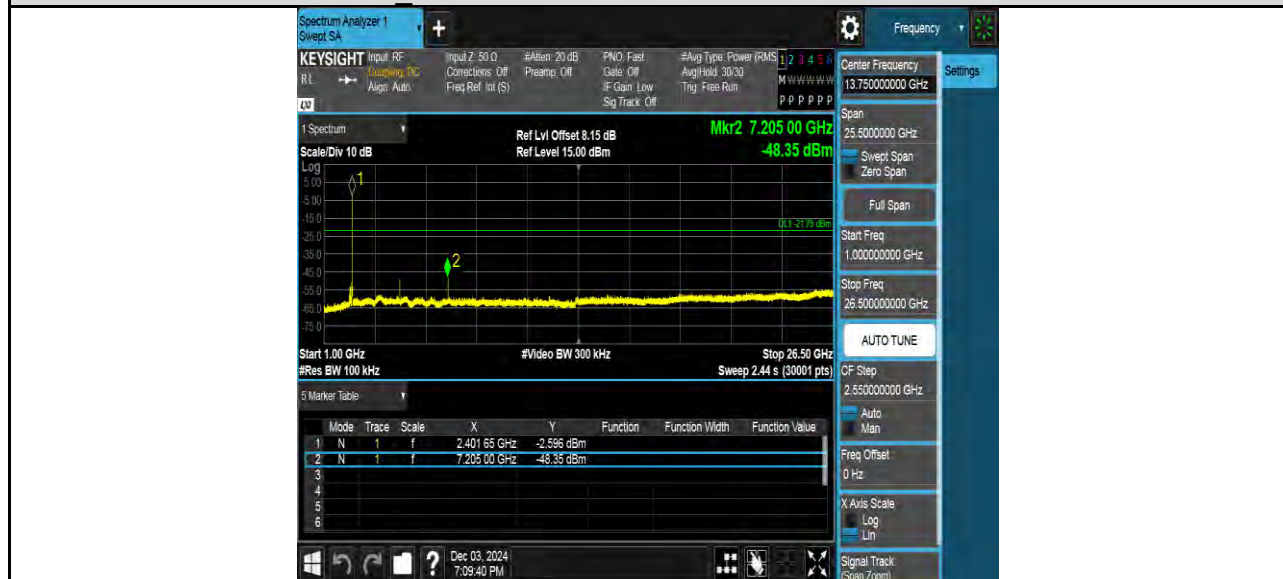 Spectrum Analyzer 1
Swept SA
+
Frequency
KEYSIGHT
RL
LXI
Input: RF
Coupling: DC
Align: Auto
Input Z: 50 Ω
Corrections: Off
Freq Ref: Int (S)
#Atten: 20 dB
Preamp: Off
PNO: Fast
Gate: Off
IF Gain: Low
Sig Track: Off
#Avg Type: Power (RMS
Avg|Hold: 30/30
Trig: Free Run
1 2 3 4 5 6
M W W W W W
P P P P P P
Center Frequency
13.750000000 GHz
Settings
Span
25.5000000 GHz
Swept Span
Zero Span
Full Span
Start Freq
1.000000000 GHz
Stop Freq
26.500000000 GHz
AUTO TUNE
CF Step
2.550000000 GHz
Auto
Man
Freq Offset
0 Hz
X Axis Scale
Log
Lin
Signal Track
(Span Zoom)
1 Spectrum
Scale/Div 10 dB
Ref Lvl Offset 8.15 dB
Ref Level 15.00 dBm
Mkr2 7.205 00 GHz
-48.35 dBm
Log
5.00
-5.00
-15.0
-25.0
-35.0
-45.0
-55.0
-65.0
-75.0
1
2
DL1 -21.75 dBm
Start 1.00 GHz
#Video BW 300 kHz
Stop 26.50 GHz
#Res BW 100 kHz
Sweep 2.44 s (30001 pts)
5 Marker Table
Mode Trace Scale X Y Function Function Width Function Value
1 N 1 f 2.401 65 GHz -2.596 dBm
2 N 1 f 7.205 00 GHz -48.35 dBm
3
4
5
6
?
Dec 03, 2024
7:09:40 PM